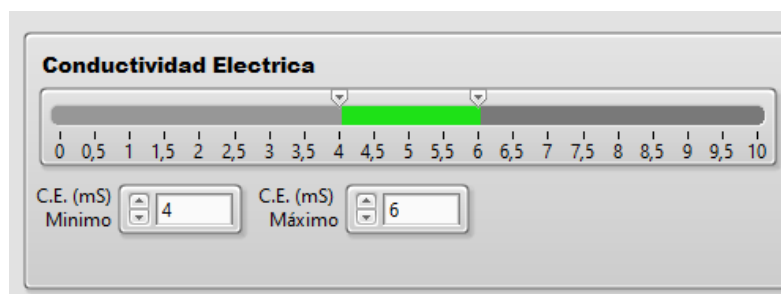 Conductividad Electrica
0 0,5 1 1,5 2 2,5 3 3,5 4 4,5 5 5,5 6 6,5 7 7,5 8 8,5 9 9,5 10
C.E. (mS) Minimo 4 C.E. (mS) Máximo 6